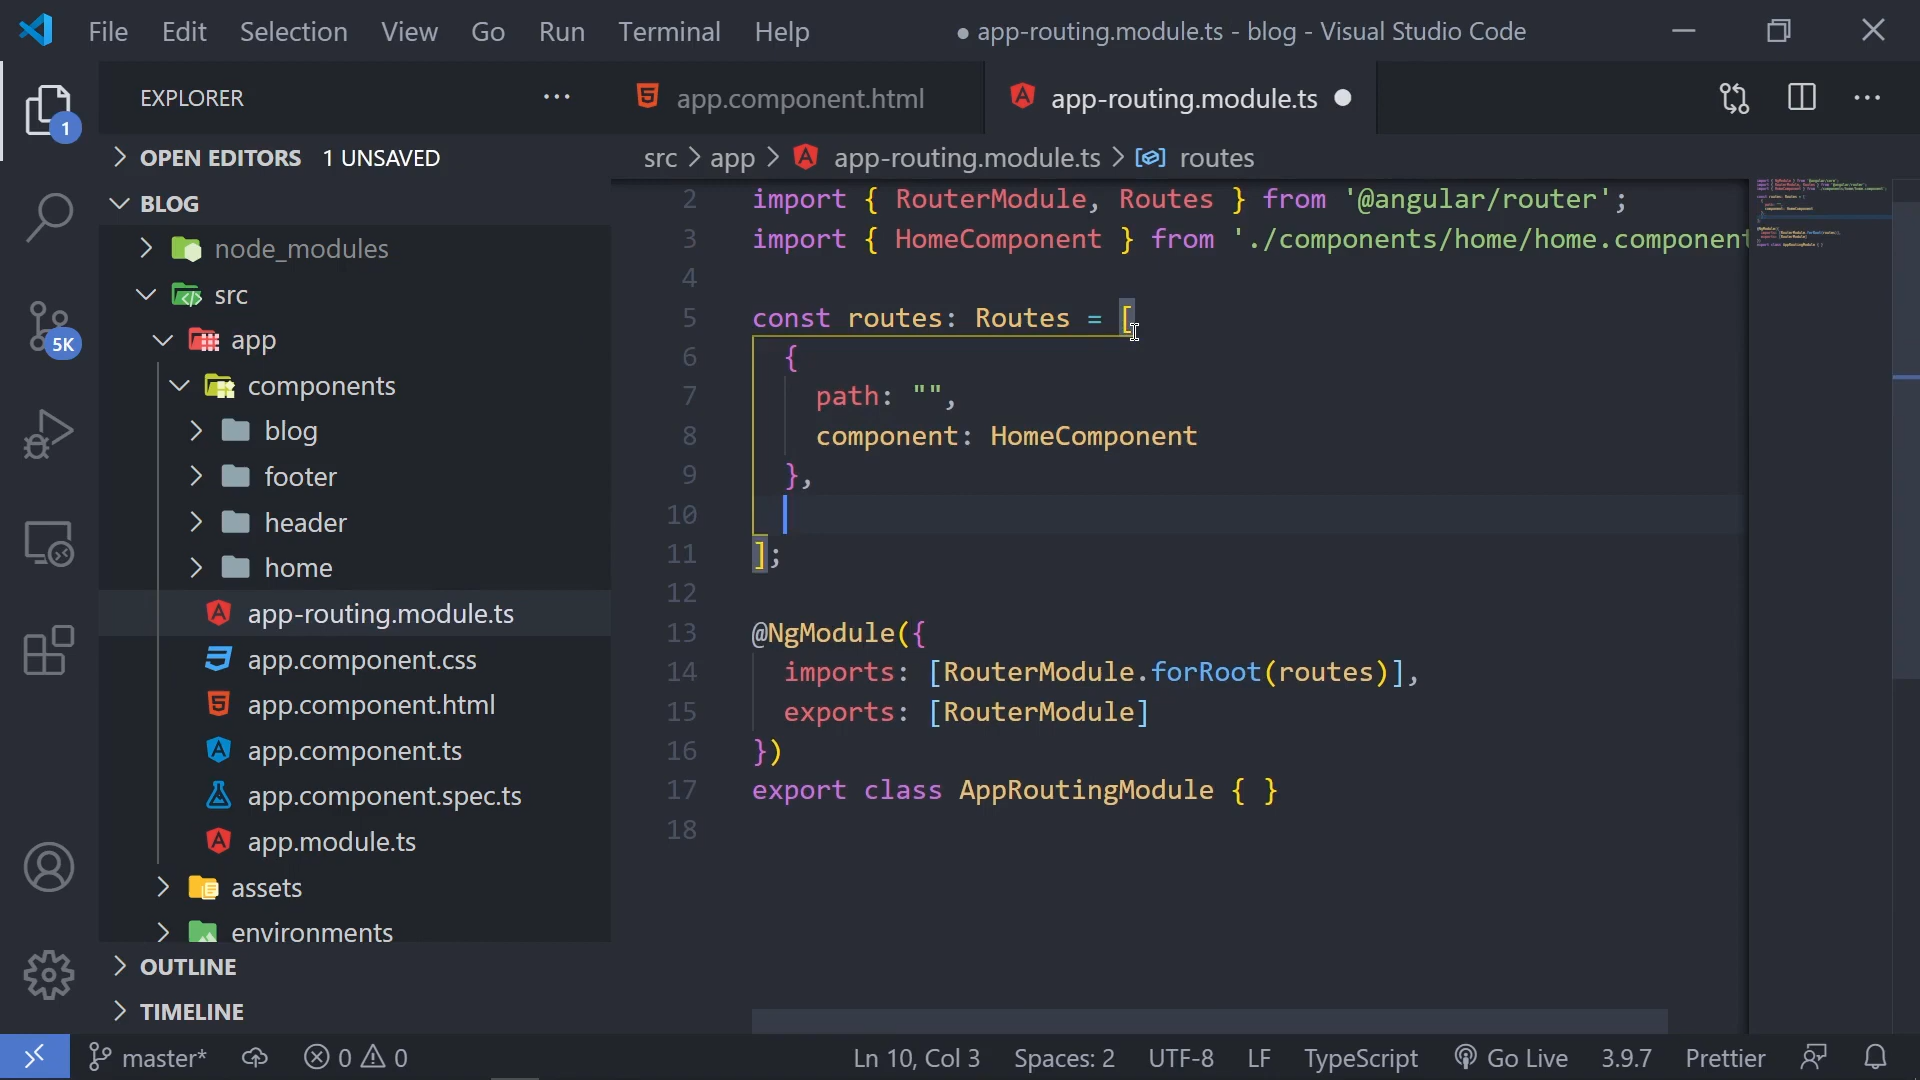 File Edit Selection View Go Run Terminal Help ● app-routing.module.ts - blog - Visual Studio Code
EXPLORER ···
app.component.html
app-routing.module.ts ●
1
OPEN EDITORS 1 UNSAVED
src > app > app-routing.module.ts > routes
BLOG
node_modules
src
app
components
blog
footer
header
home
app-routing.module.ts
app.component.css
app.component.html
app.component.ts
app.component.spec.ts
app.module.ts
assets
environments
OUTLINE
TIMELINE
5K
2 import { RouterModule, Routes } from '@angular/router';
3 import { HomeComponent } from './components/home/home.component
4
5 const routes: Routes = [
6 {
7 path: "",
8 component: HomeComponent
9 },
10
11 ];
12
13 @NgModule({
14 imports: [RouterModule.forRoot(routes)],
15 exports: [RouterModule]
16 })
17 export class AppRoutingModule { }
18
master* 0 0 Ln 10, Col 3 Spaces: 2 UTF-8 LF TypeScript Go Live 3.9.7 Prettier